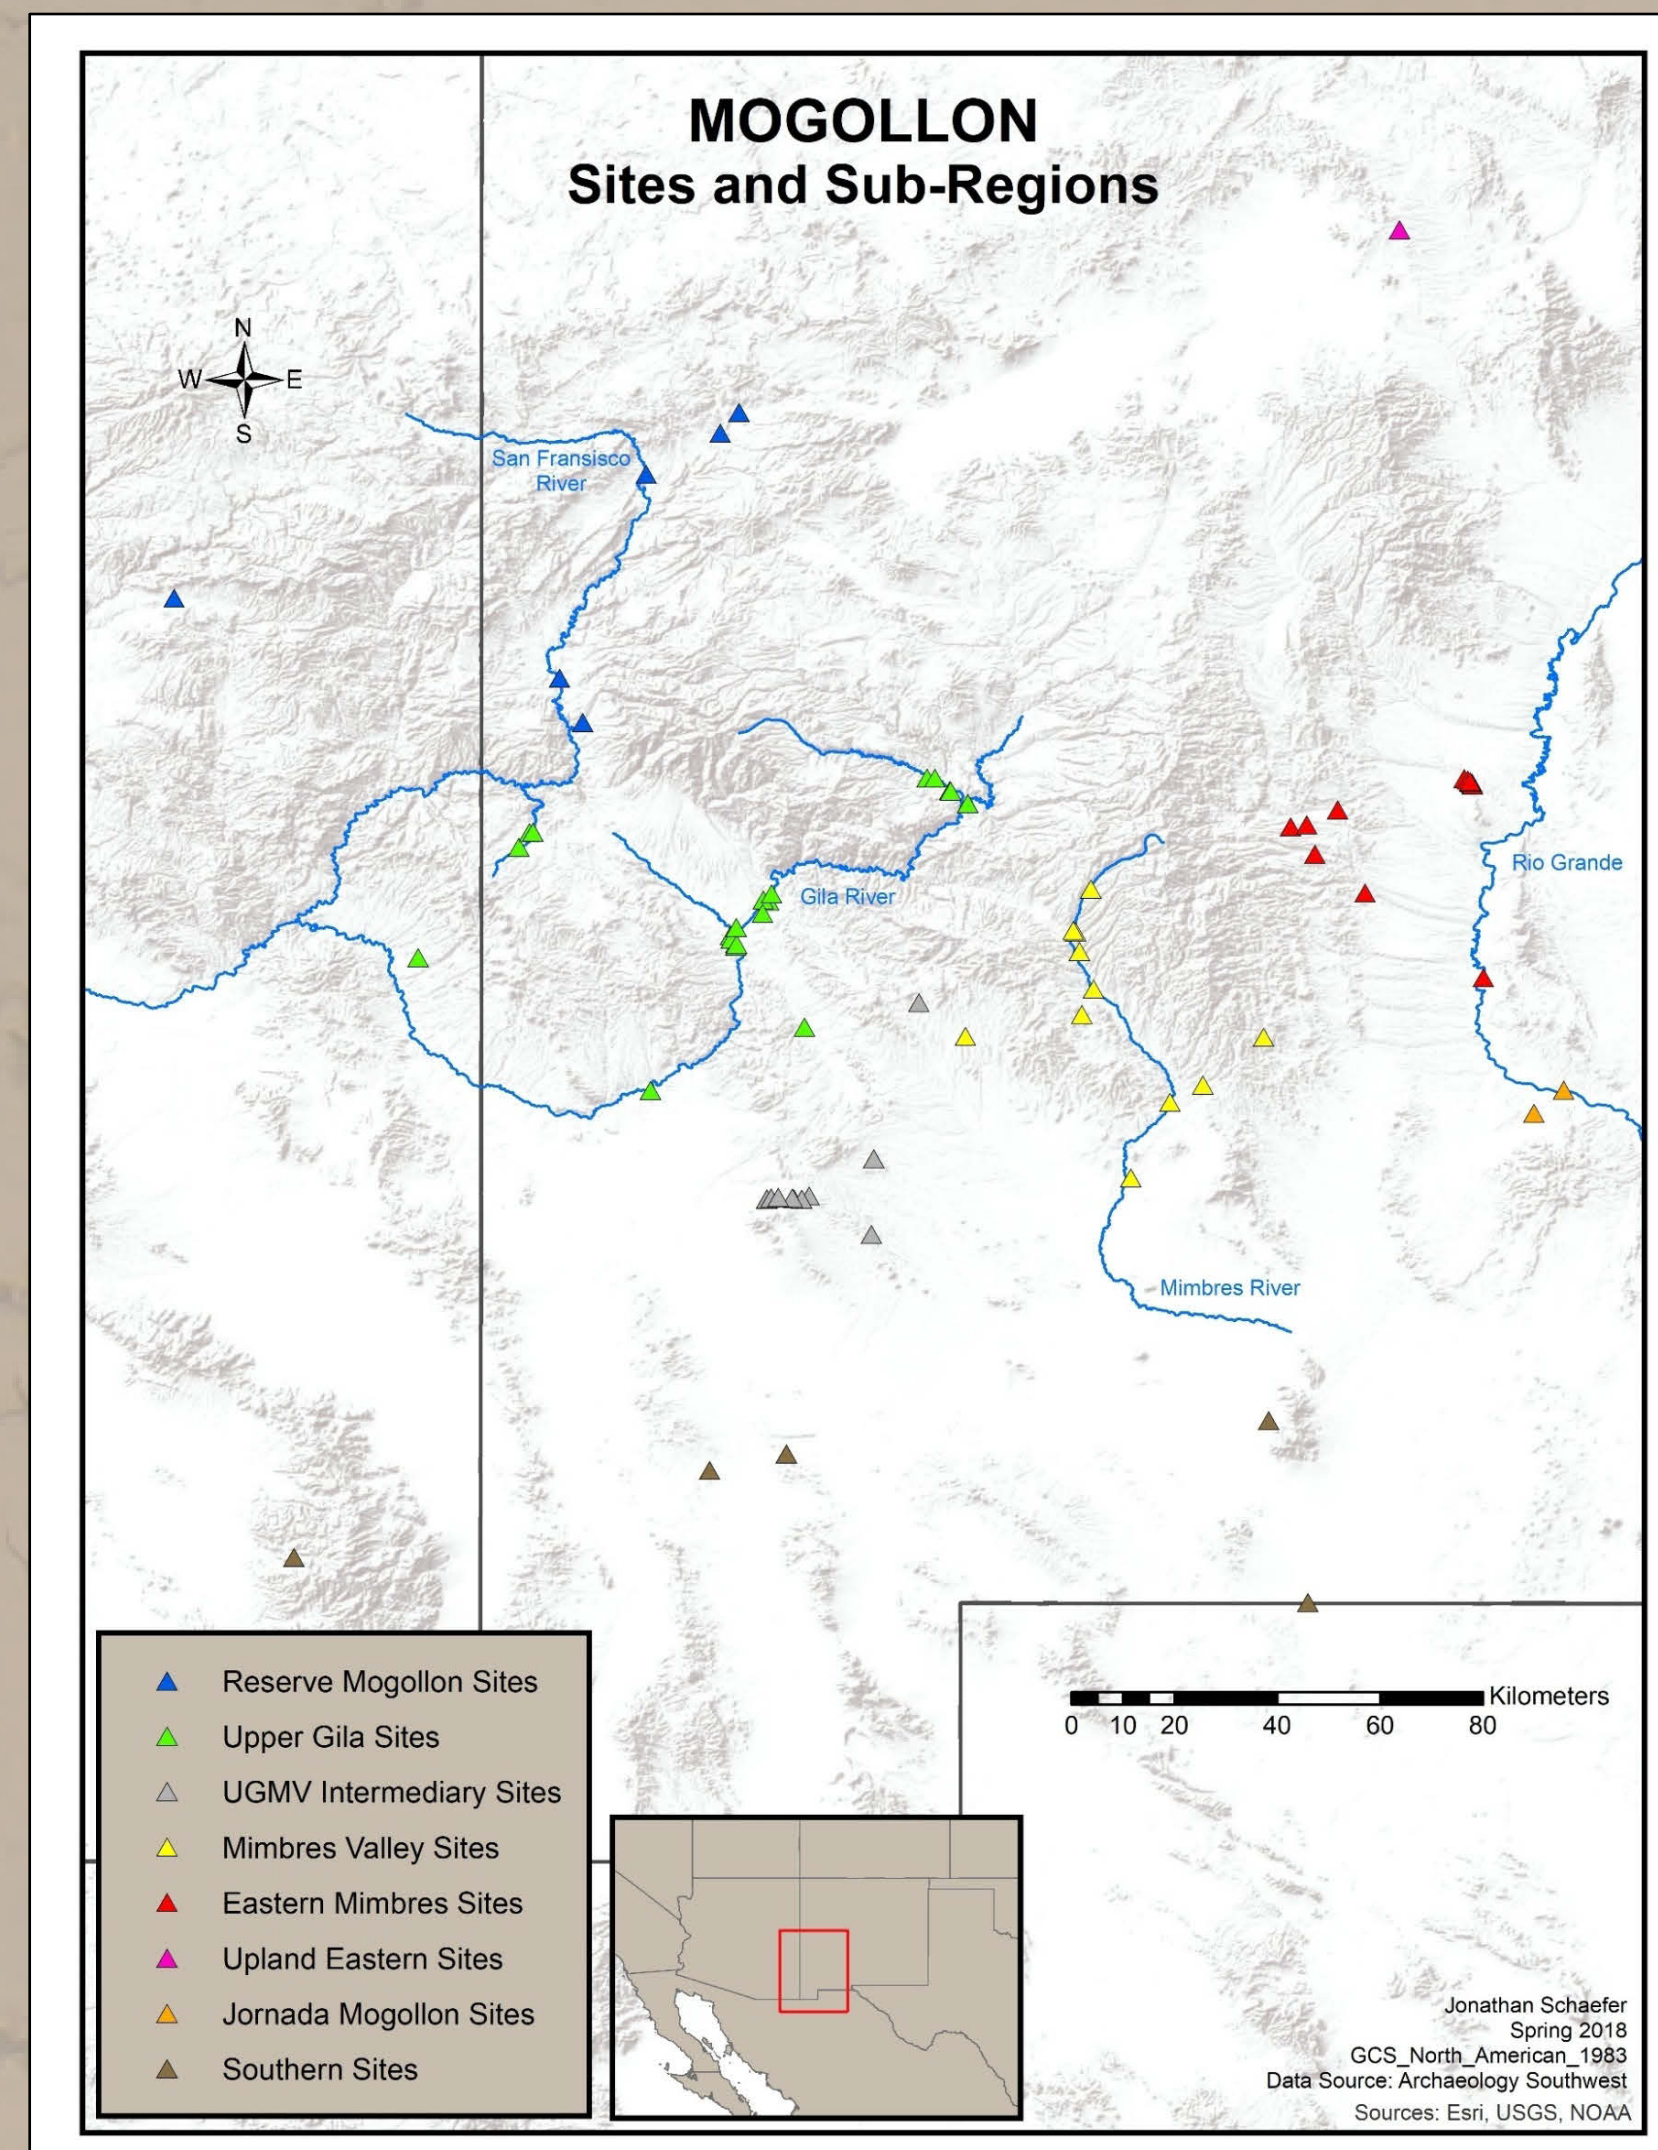 MOGOLLON
Sites and Sub-Regions
N
W E
S
San Fransisco
River
Gila River
Rio Grande
Mimbres River
Reserve Mogollon Sites
Upper Gila Sites
UGMV Intermediary Sites
Mimbres Valley Sites
Eastern Mimbres Sites
Upland Eastern Sites
Jornada Mogollon Sites
Southern Sites
Kilometers
0 10 20 40 60 80
Jonathan Schaefer
Spring 2018
GCS_North_American_1983
Data Source: Archaeology Southwest
Sources: Esri, USGS, NOAA